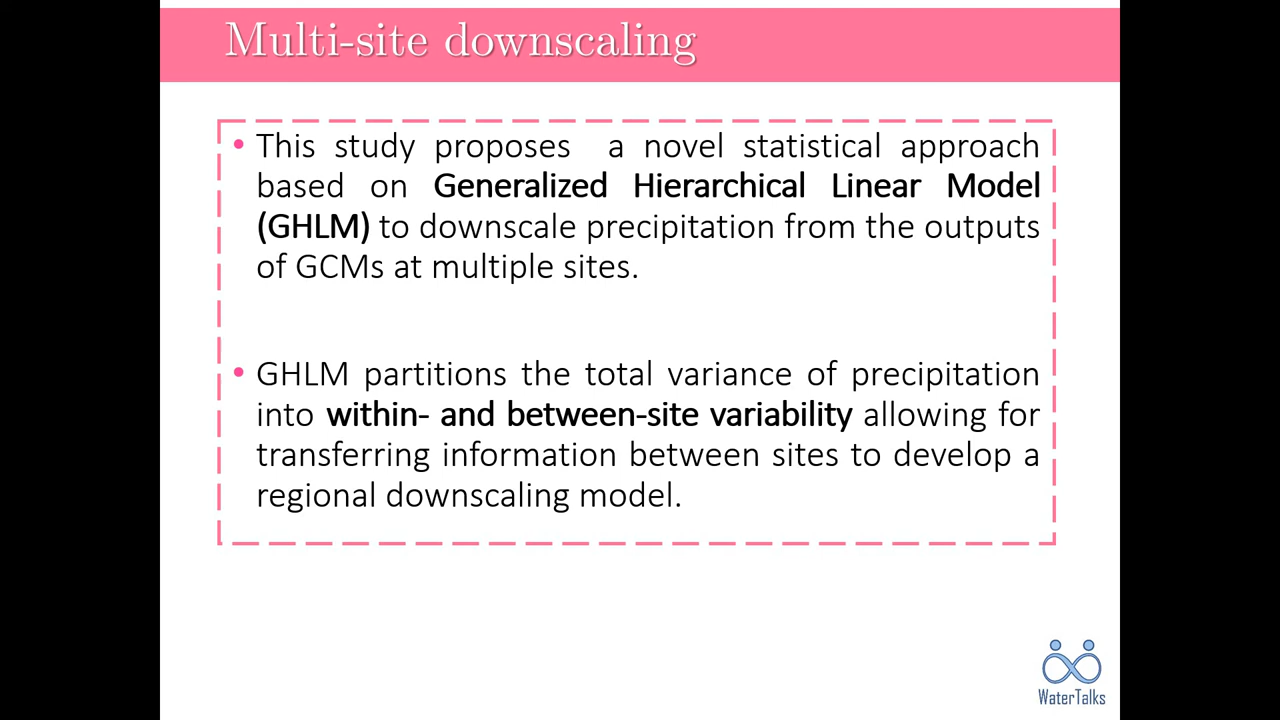 Multi-site downscaling
• This study proposes a novel statistical approach
based on Generalized Hierarchical Linear Model
(GHLM) to downscale precipitation from the outputs
of GCMs at multiple sites.
• GHLM partitions the total variance of precipitation
into within- and between-site variability allowing for
transferring information between sites to develop a
regional downscaling model.
WaterTalks